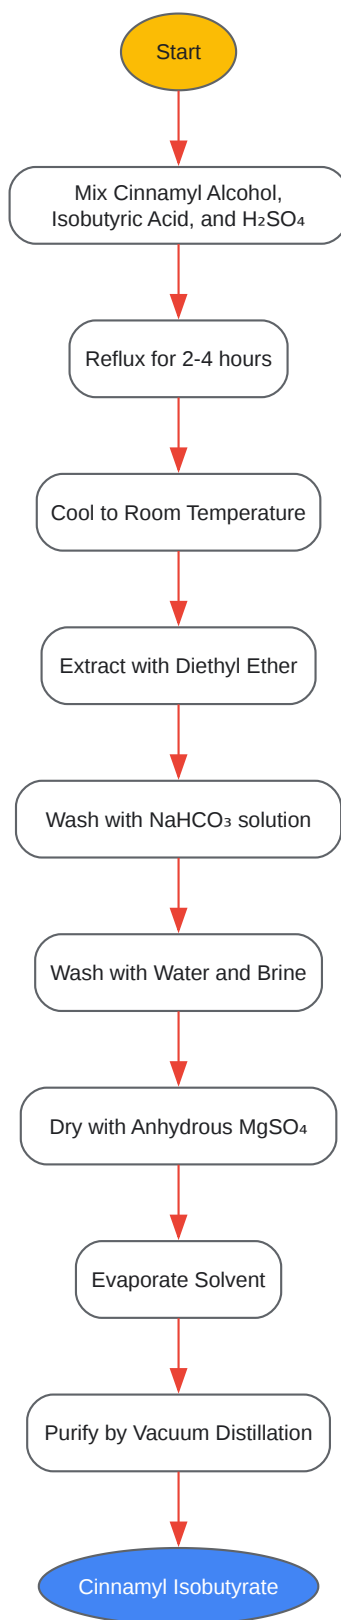 Start
Mix Cinnamyl Alcohol,
Isobutyric Acid, and H₂SO₄
Reflux for 2-4 hours
Cool to Room Temperature
Extract with Diethyl Ether
Wash with NaHCO₃ solution
Wash with Water and Brine
Dry with Anhydrous MgSO₄
Evaporate Solvent
Purify by Vacuum Distillation
Cinnamyl Isobutyrate